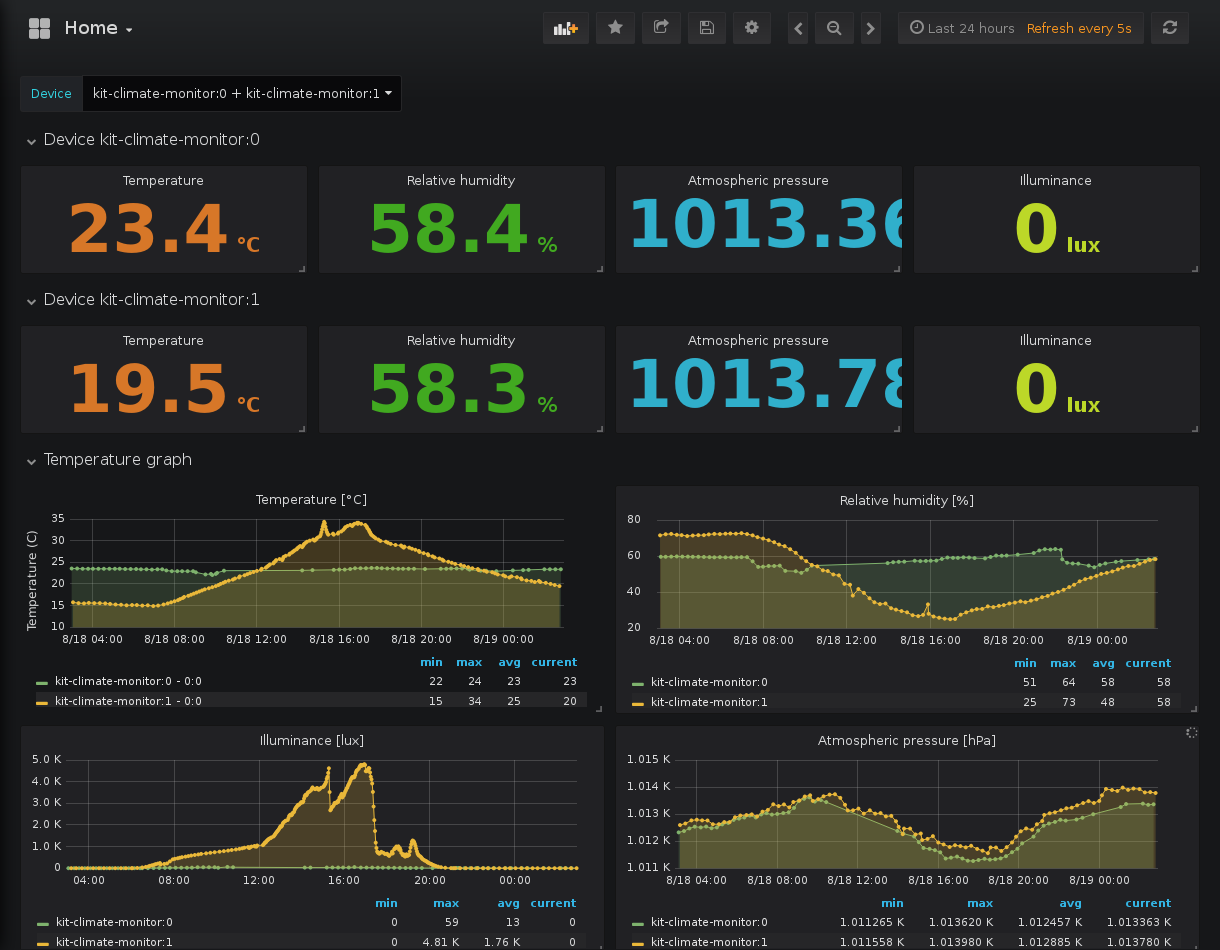 Home
Last 24 hours Refresh every 5s
Device kit-climate-monitor:0 + kit-climate-monitor:1
Device kit-climate-monitor:0
Temperature Relative humidity Atmospheric pressure Illuminance
23.4 °C 58.4 % 1013.36 0 lux
Device kit-climate-monitor:1
Temperature Relative humidity Atmospheric pressure Illuminance
19.5 °C 58.3 % 1013.78 0 lux
Temperature graph
Temperature [°C]
Temperature (C)
35
30
25
20
15
10
8/18 04:00 8/18 08:00 8/18 12:00 8/18 16:00 8/18 20:00 8/19 00:00
min max avg current
kit-climate-monitor:0 - 0:0 22 24 23 23
kit-climate-monitor:1 - 0:0 15 34 25 20
Relative humidity [%]
80
60
40
20
8/18 04:00 8/18 08:00 8/18 12:00 8/18 16:00 8/18 20:00 8/19 00:00
min max avg current
kit-climate-monitor:0 51 64 58 58
kit-climate-monitor:1 25 73 48 58
Illuminance [lux]
5.0 K
4.0 K
3.0 K
2.0 K
1.0 K
0
04:00 08:00 12:00 16:00 20:00 00:00
min max avg current
kit-climate-monitor:0 0 59 13 0
kit-climate-monitor:1 0 4.81 K 1.76 K 0
Atmospheric pressure [hPa]
1.015 K
1.014 K
1.013 K
1.012 K
1.011 K
8/18 04:00 8/18 08:00 8/18 12:00 8/18 16:00 8/18 20:00 8/19 00:00
min max avg current
kit-climate-monitor:0 1.011265 K 1.013620 K 1.012457 K 1.013363 K
kit-climate-monitor:1 1.011558 K 1.013980 K 1.012885 K 1.013780 K